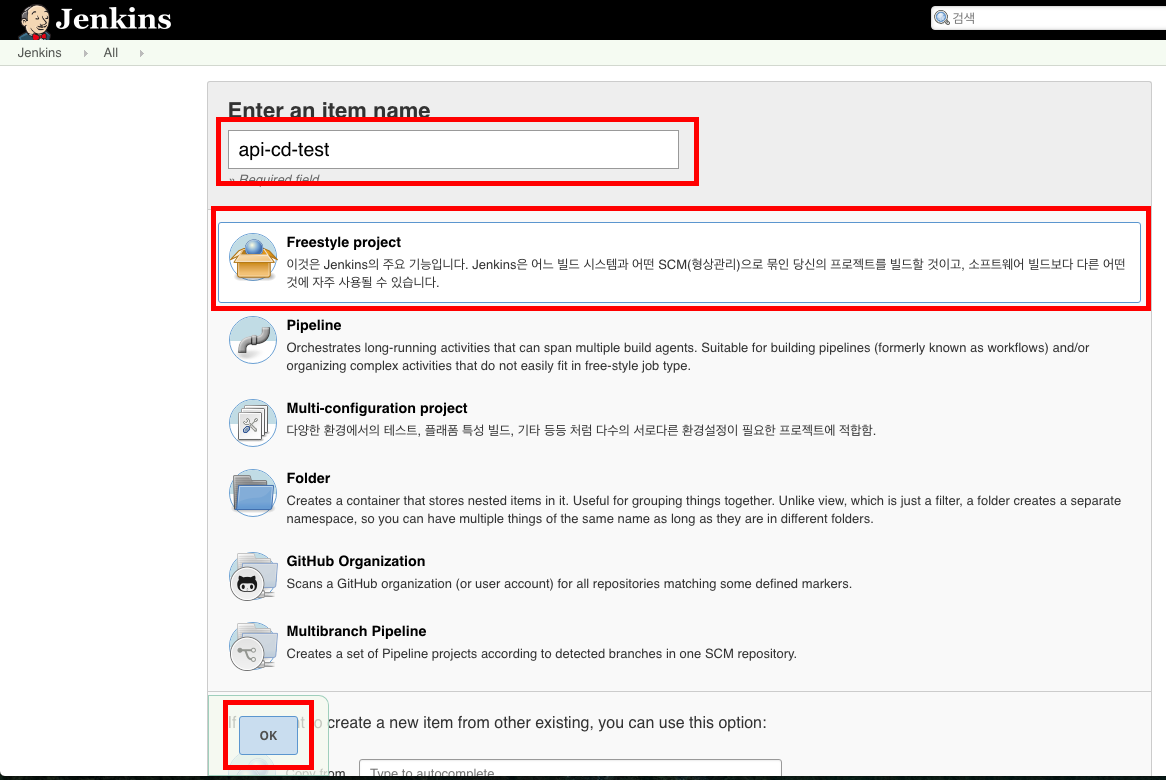 Jenkins
검색
Jenkins All
Enter an item name
api-cd-test
» Required field
Freestyle project
이것은 Jenkins의 주요 기능입니다. Jenkins은 어느 빌드 시스템과 어떤 SCM(형상관리)으로 묶인 당신의 프로젝트를 빌드할 것이고, 소프트웨어 빌드보다 다른 어떤
것에 자주 사용될 수 있습니다.
Pipeline
Orchestrates long-running activities that can span multiple build agents. Suitable for building pipelines (formerly known as workflows) and/or
organizing complex activities that do not easily fit in free-style job type.
Multi-configuration project
다양한 환경에서의 테스트, 플래폼 특성 빌드, 기타 등등 처럼 다수의 서로다른 환경설정이 필요한 프로젝트에 적합함.
Folder
Creates a container that stores nested items in it. Useful for grouping things together. Unlike view, which is just a filter, a folder creates a separate
namespace, so you can have multiple things of the same name as long as they are in different folders.
GitHub Organization
Scans a GitHub organization (or user account) for all repositories matching some defined markers.
Multibranch Pipeline
Creates a set of Pipeline projects according to detected branches in one SCM repository.
If create a new item from other existing, you can use this option:
OK
Copy from Type to autocomplete